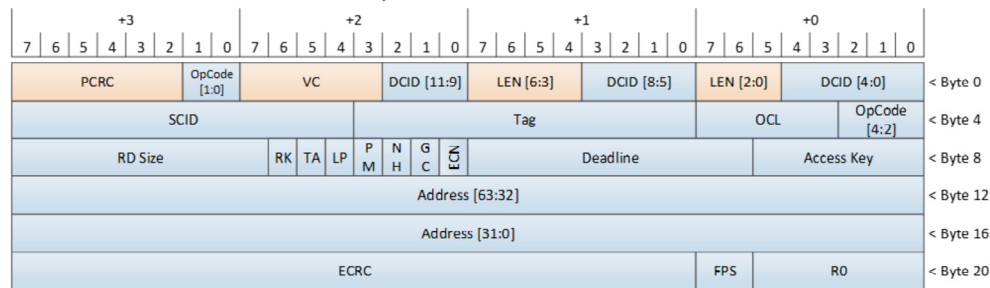 +3 +2 +1 +0
7 6 5 4 3 2 1 0 7 6 5 4 3 2 1 0 7 6 5 4 3 2 1 0 7 6 5 4 3 2 1 0
PCRC OpCode [1:0] VC DCID [11:9] LEN [6:3] DCID [8:5] LEN [2:0] DCID [4:0] < Byte 0
SCID Tag OCL OpCode [4:2] < Byte 4
RD Size RK TA LP PM NH GC ECN Deadline Access Key < Byte 8
Address [63:32] < Byte 12
Address [31:0] < Byte 16
ECRC FPS R0 < Byte 20